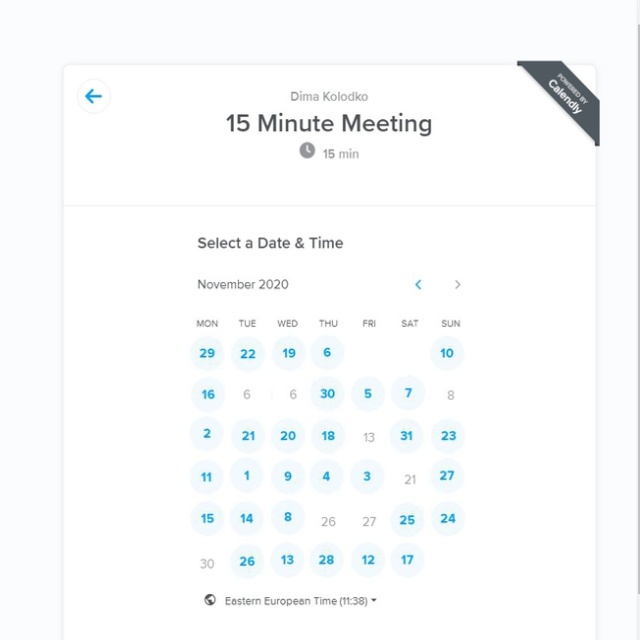 Dima Kolodko
POWERED BY
Calendly
15 Minute Meeting
15 min
Select a Date & Time
November 2020
MON TUE WED THU FRI SAT SUN
29 22 19 6 10
16 6 6 30 5 7 8
2 21 20 18 13 31 23
11 1 9 4 3 21 27
15 14 8 26 27 25 24
30 26 13 28 12 17
Eastern European Time (11:38)